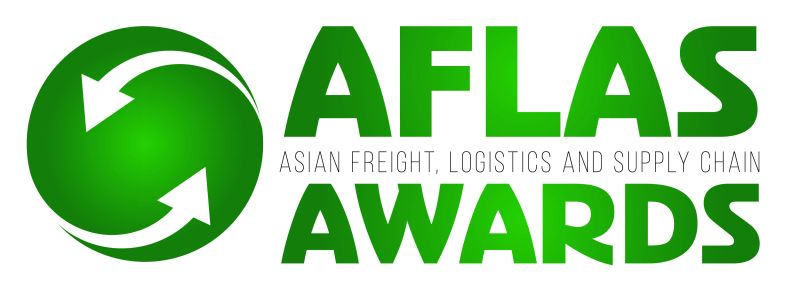 AFLAS
ASIAN FREIGHT, LOGISTICS AND SUPPLY CHAIN
AWARDS